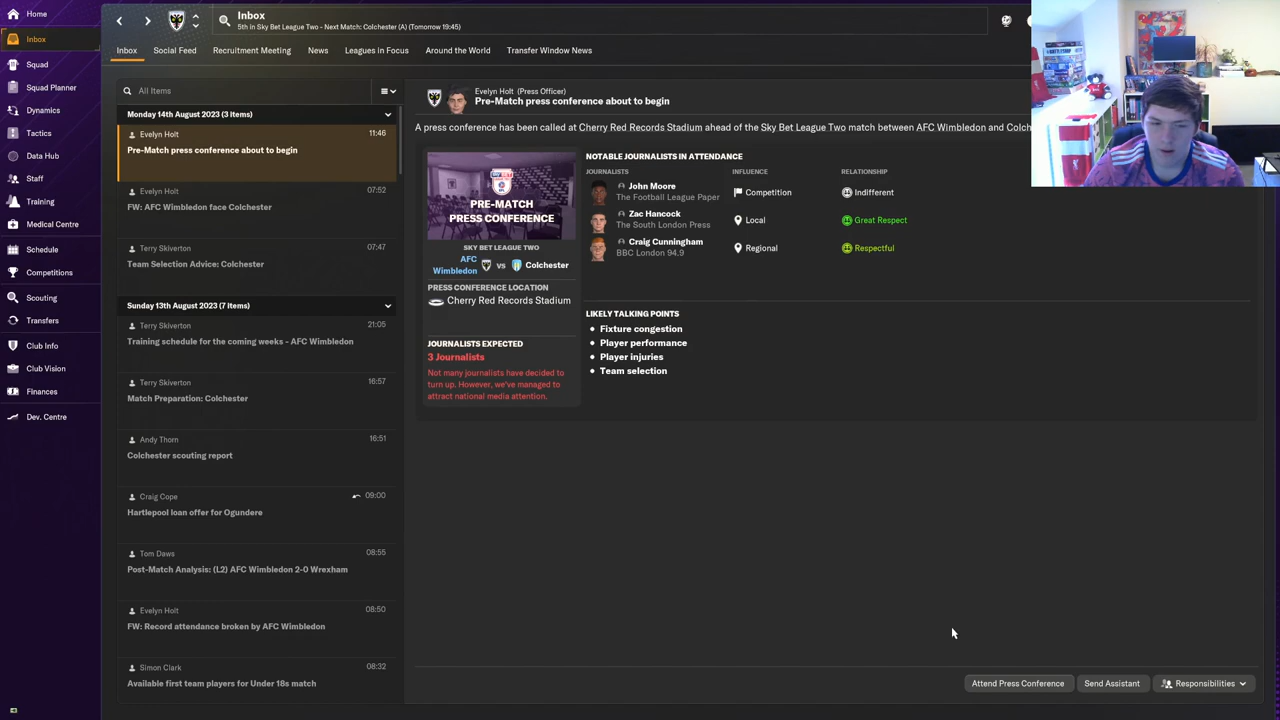 Home
Inbox
Squad
Squad Planner
Dynamics
Tactics
Data Hub
Staff
Training
Medical Centre
Schedule
Competitions
Scouting
Transfers
Club Info
Club Vision
Finances
Dev. Centre
Inbox
5th in Sky Bet League Two - Next Match: Colchester (A) (Tomorrow 19:45)
Inbox Social Feed Recruitment Meeting News Leagues in Focus Around the World Transfer Window News
All Items
Monday 14th August 2023 (3 items)
Evelyn Holt 11:46
Pre-Match press conference about to begin
Evelyn Holt 07:52
FW: AFC Wimbledon face Colchester
Terry Skiverton 07:47
Team Selection Advice: Colchester
Sunday 13th August 2023 (7 items)
Terry Skiverton 21:05
Training schedule for the coming weeks - AFC Wimbledon
Terry Skiverton 16:57
Match Preparation: Colchester
Andy Thorn 16:51
Colchester scouting report
Craig Cope 09:00
Hartlepool loan offer for Ogundere
Tom Daws 08:55
Post-Match Analysis: (L2) AFC Wimbledon 2-0 Wrexham
Evelyn Holt 08:50
FW: Record attendance broken by AFC Wimbledon
Simon Clark 08:32
Available first team players for Under 18s match
Evelyn Holt (Press Officer)
Pre-Match press conference about to begin
A press conference has been called at Cherry Red Records Stadium ahead of the Sky Bet League Two match between AFC Wimbledon and Colch
PRE-MATCH
PRESS CONFERENCE
SKY BET LEAGUE TWO
AFC
Wimbledon vs Colchester
PRESS CONFERENCE LOCATION
Cherry Red Records Stadium
JOURNALISTS EXPECTED
3 Journalists
Not many journalists have decided to
turn up. However, we've managed to
attract national media attention.
NOTABLE JOURNALISTS IN ATTENDANCE
JOURNALISTS INFLUENCE RELATIONSHIP
John Moore
The Football League Paper
Competition Indifferent
Zac Hancock
The South London Press
Local Great Respect
Craig Cunningham
BBC London 94.9
Regional Respectful
LIKELY TALKING POINTS
• Fixture congestion
• Player performance
• Player injuries
• Team selection
Attend Press Conference Send Assistant Responsibilities